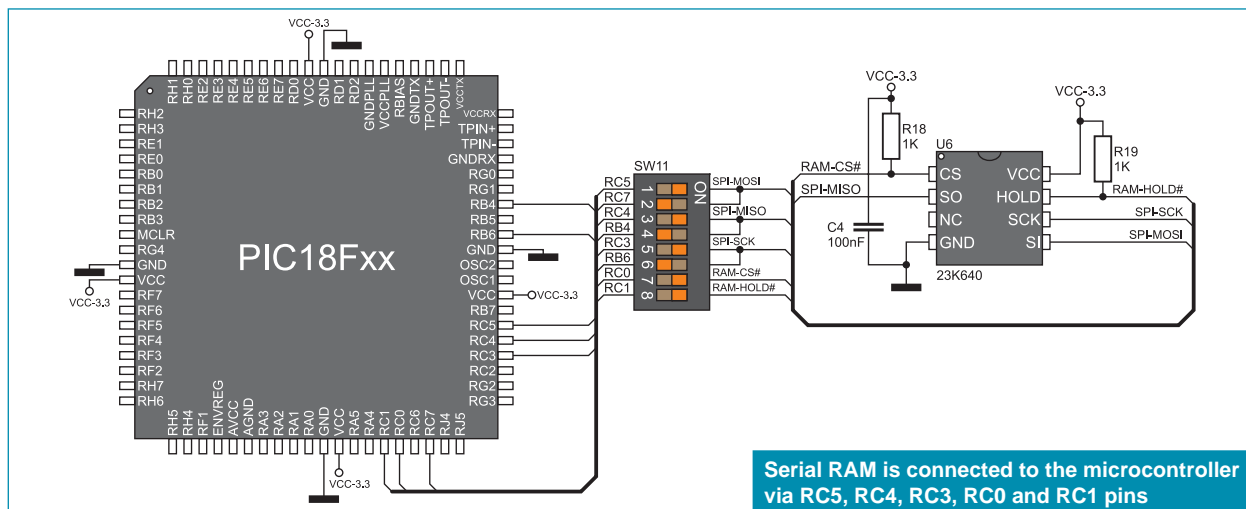 VCC-3.3
RH1
RH0
RE2
RE3
RE4
RE5
RE6
RE7
RD0
VCC
GND
RD1
RD2
GNDPLL
VCCPLL
RBIAS
GNDTX
TPOUT+
TPOUT-
VCCTX
RH2
RH3
RE1
RE0
RB0
RB1
RB2
RB3
MCLR
RG4
GND
VCC
RF7
RF6
RF5
RF4
RF3
RF2
RH7
RH6
VCC-3.3
PIC18Fxx
VCCRX
TPIN+
TPIN-
GNDRX
RG0
RG1
RB4
RB5
RB6
GND
OSC2
OSC1
VCC
RB7
RC5
RC4
RC3
RC2
RG2
RG3
VCC-3.3
RH5
RH4
RF1
ENVREG
AVCC
AGND
RA3
RA2
RA1
RA0
GND
VCC
RA5
RA4
RC1
RC0
RC6
RC7
RJ4
RJ5
VCC-3.3
SW11
RC5
RC7
RC4
RB4
RC3
RB6
RC0
RC1
1
2
3
4
5
6
7
8
ON
SPI-MOSI
SPI-MISO
SPI-SCK
RAM-CS#
RAM-HOLD#
VCC-3.3
R18
1K
RAM-CS#
SPI-MISO
C4
100nF
U6
CS
SO
NC
GND
VCC
HOLD
SCK
SI
23K640
VCC-3.3
R19
1K
RAM-HOLD#
SPI-SCK
SPI-MOSI
Serial RAM is connected to the microcontroller
via RC5, RC4, RC3, RC0 and RC1 pins